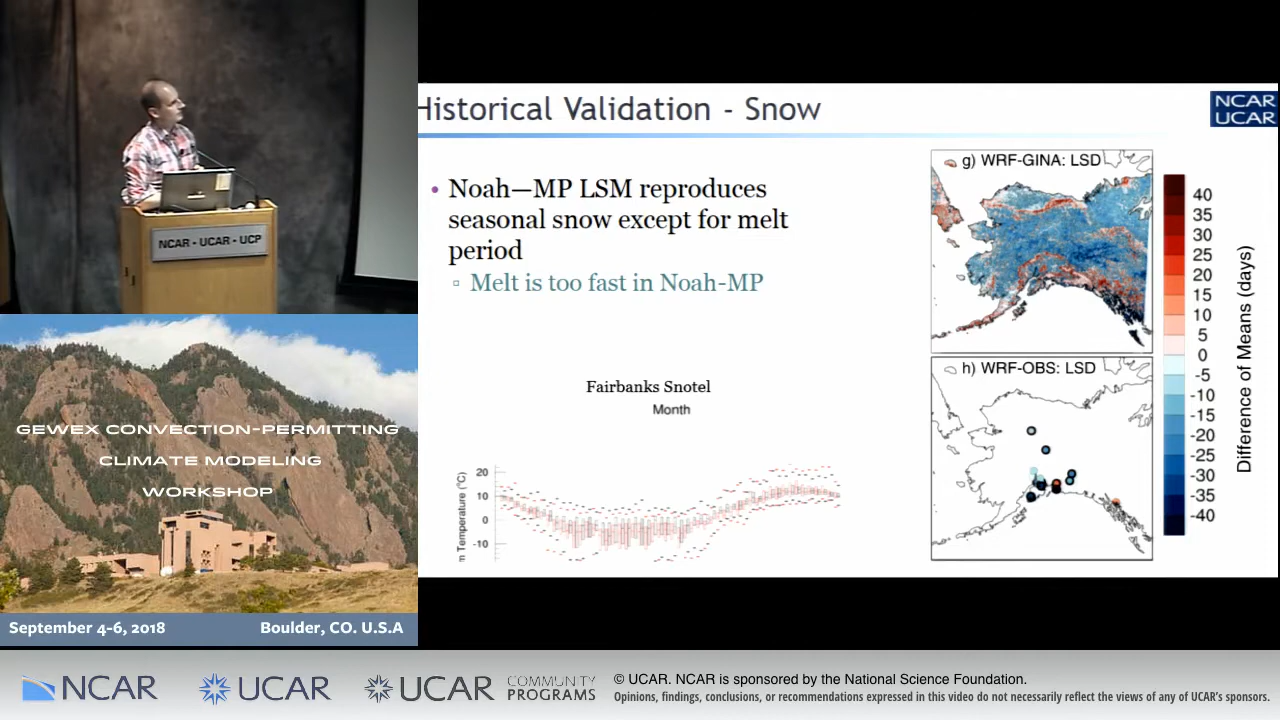 NCAR - UCAR - UCP
GEWEX CONVECTION-PERMITTING
CLIMATE MODELING
WORKSHOP
September 4-6, 2018
Boulder, CO. U.S.A
Historical Validation - Snow
NCAR
UCAR
• Noah—MP LSM reproduces
seasonal snow except for melt
period
▫ Melt is too fast in Noah-MP
Fairbanks Snotel
Month
m Temperature (°C)
20
10
0
-10
g) WRF-GINA: LSD
h) WRF-OBS: LSD
40
35
30
25
20
15
10
5
0
-5
-10
-15
-20
-25
-30
-35
-40
Difference of Means (days)
NCAR
UCAR
UCAR
COMMUNITY
PROGRAMS
© UCAR. NCAR is sponsored by the National Science Foundation.
Opinions, findings, conclusions, or recommendations expressed in this video do not necessarily reflect the views of any of UCAR's sponsors.